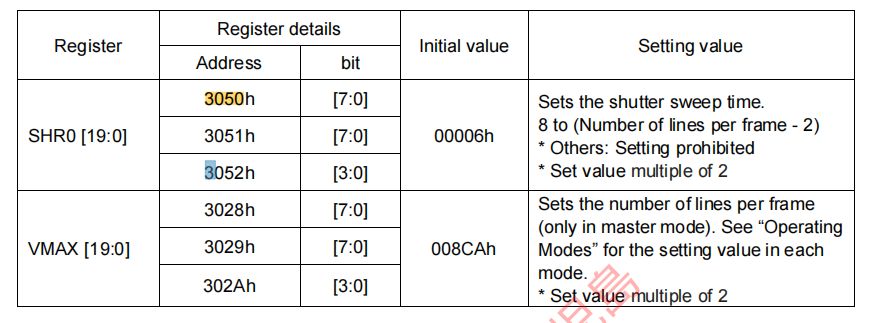 Register
Register details
Initial value
Setting value
Address
bit
SHR0 [19:0]
3050h
[7:0]
3051h
[7:0]
3052h
[3:0]
00006h
Sets the shutter sweep time.
8 to (Number of lines per frame - 2)
* Others: Setting prohibited
* Set value multiple of 2
VMAX [19:0]
3028h
[7:0]
3029h
[7:0]
302Ah
[3:0]
008CAh
Sets the number of lines per frame
(only in master mode). See “Operating
Modes” for the setting value in each
mode.
* Set value multiple of 2